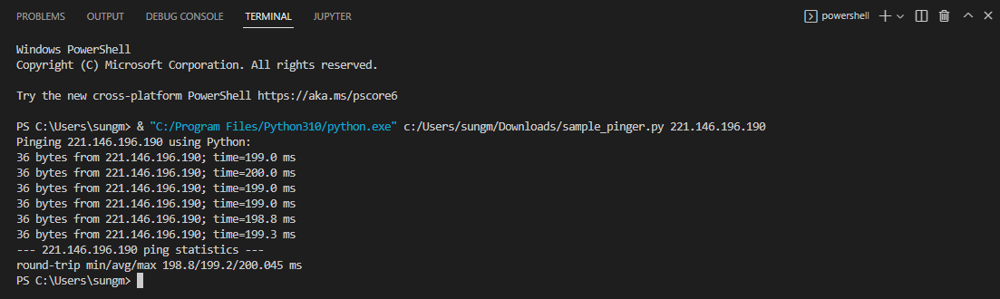 PROBLEMS OUTPUT DEBUG CONSOLE TERMINAL JUPYTER powershell
Windows PowerShell
Copyright (C) Microsoft Corporation. All rights reserved.
Try the new cross-platform PowerShell https://aka.ms/pscore6
PS C:\Users\sungm> & "C:/Program Files/Python310/python.exe" c:/Users/sungm/Downloads/sample_pinger.py 221.146.196.190
Pinging 221.146.196.190 using Python:
36 bytes from 221.146.196.190; time=199.0 ms
36 bytes from 221.146.196.190; time=200.0 ms
36 bytes from 221.146.196.190; time=199.0 ms
36 bytes from 221.146.196.190; time=199.0 ms
36 bytes from 221.146.196.190; time=198.8 ms
36 bytes from 221.146.196.190; time=199.3 ms
--- 221.146.196.190 ping statistics ---
round-trip min/avg/max 198.8/199.2/200.045 ms
PS C:\Users\sungm>